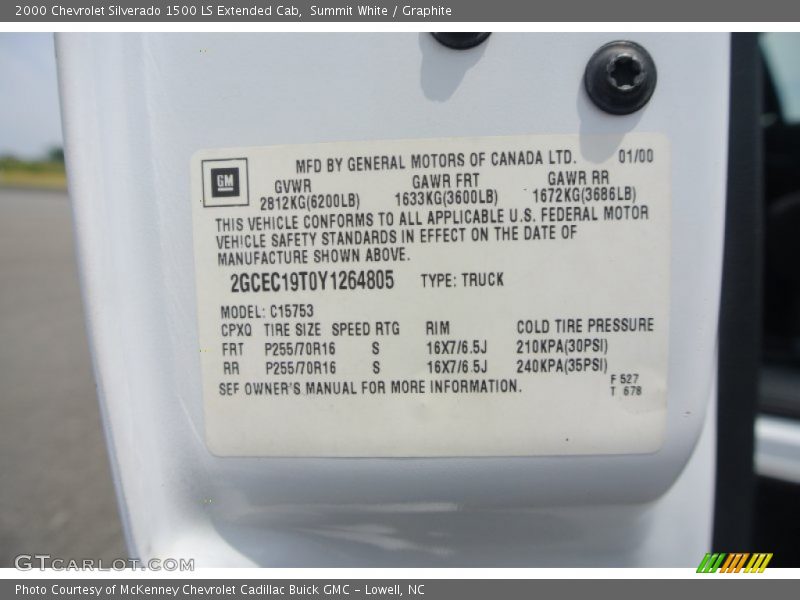 2000 Chevrolet Silverado 1500 LS Extended Cab, Summit White / Graphite
GM
MFD BY GENERAL MOTORS OF CANADA LTD. 01/00
GVWR GAWR FRT GAWR RR
2812KG(6200LB) 1633KG(3600LB) 1672KG(3686LB)
THIS VEHICLE CONFORMS TO ALL APPLICABLE U.S. FEDERAL MOTOR
VEHICLE SAFETY STANDARDS IN EFFECT ON THE DATE OF
MANUFACTURE SHOWN ABOVE.
2GCEC19T0Y1264805 TYPE: TRUCK
MODEL: C15753
CPXQ TIRE SIZE SPEED RTG RIM COLD TIRE PRESSURE
FRT P255/70R16 S 16X7/6.5J 210KPA(30PSI)
RR P255/70R16 S 16X7/6.5J 240KPA(35PSI)
SEE OWNER'S MANUAL FOR MORE INFORMATION.
F 527
T 678
GTCarLot.com
Photo Courtesy of McKenney Chevrolet Cadillac Buick GMC - Lowell, NC